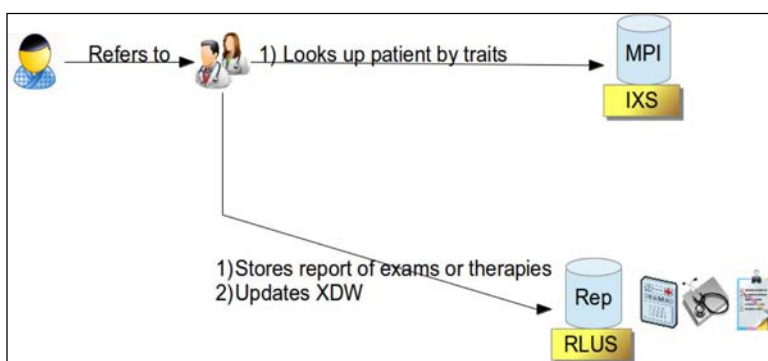 Refers to
1) Looks up patient by traits
MPI
IXS
1)Stores report of exams or therapies
2)Updates XDW
Rep
RLUS